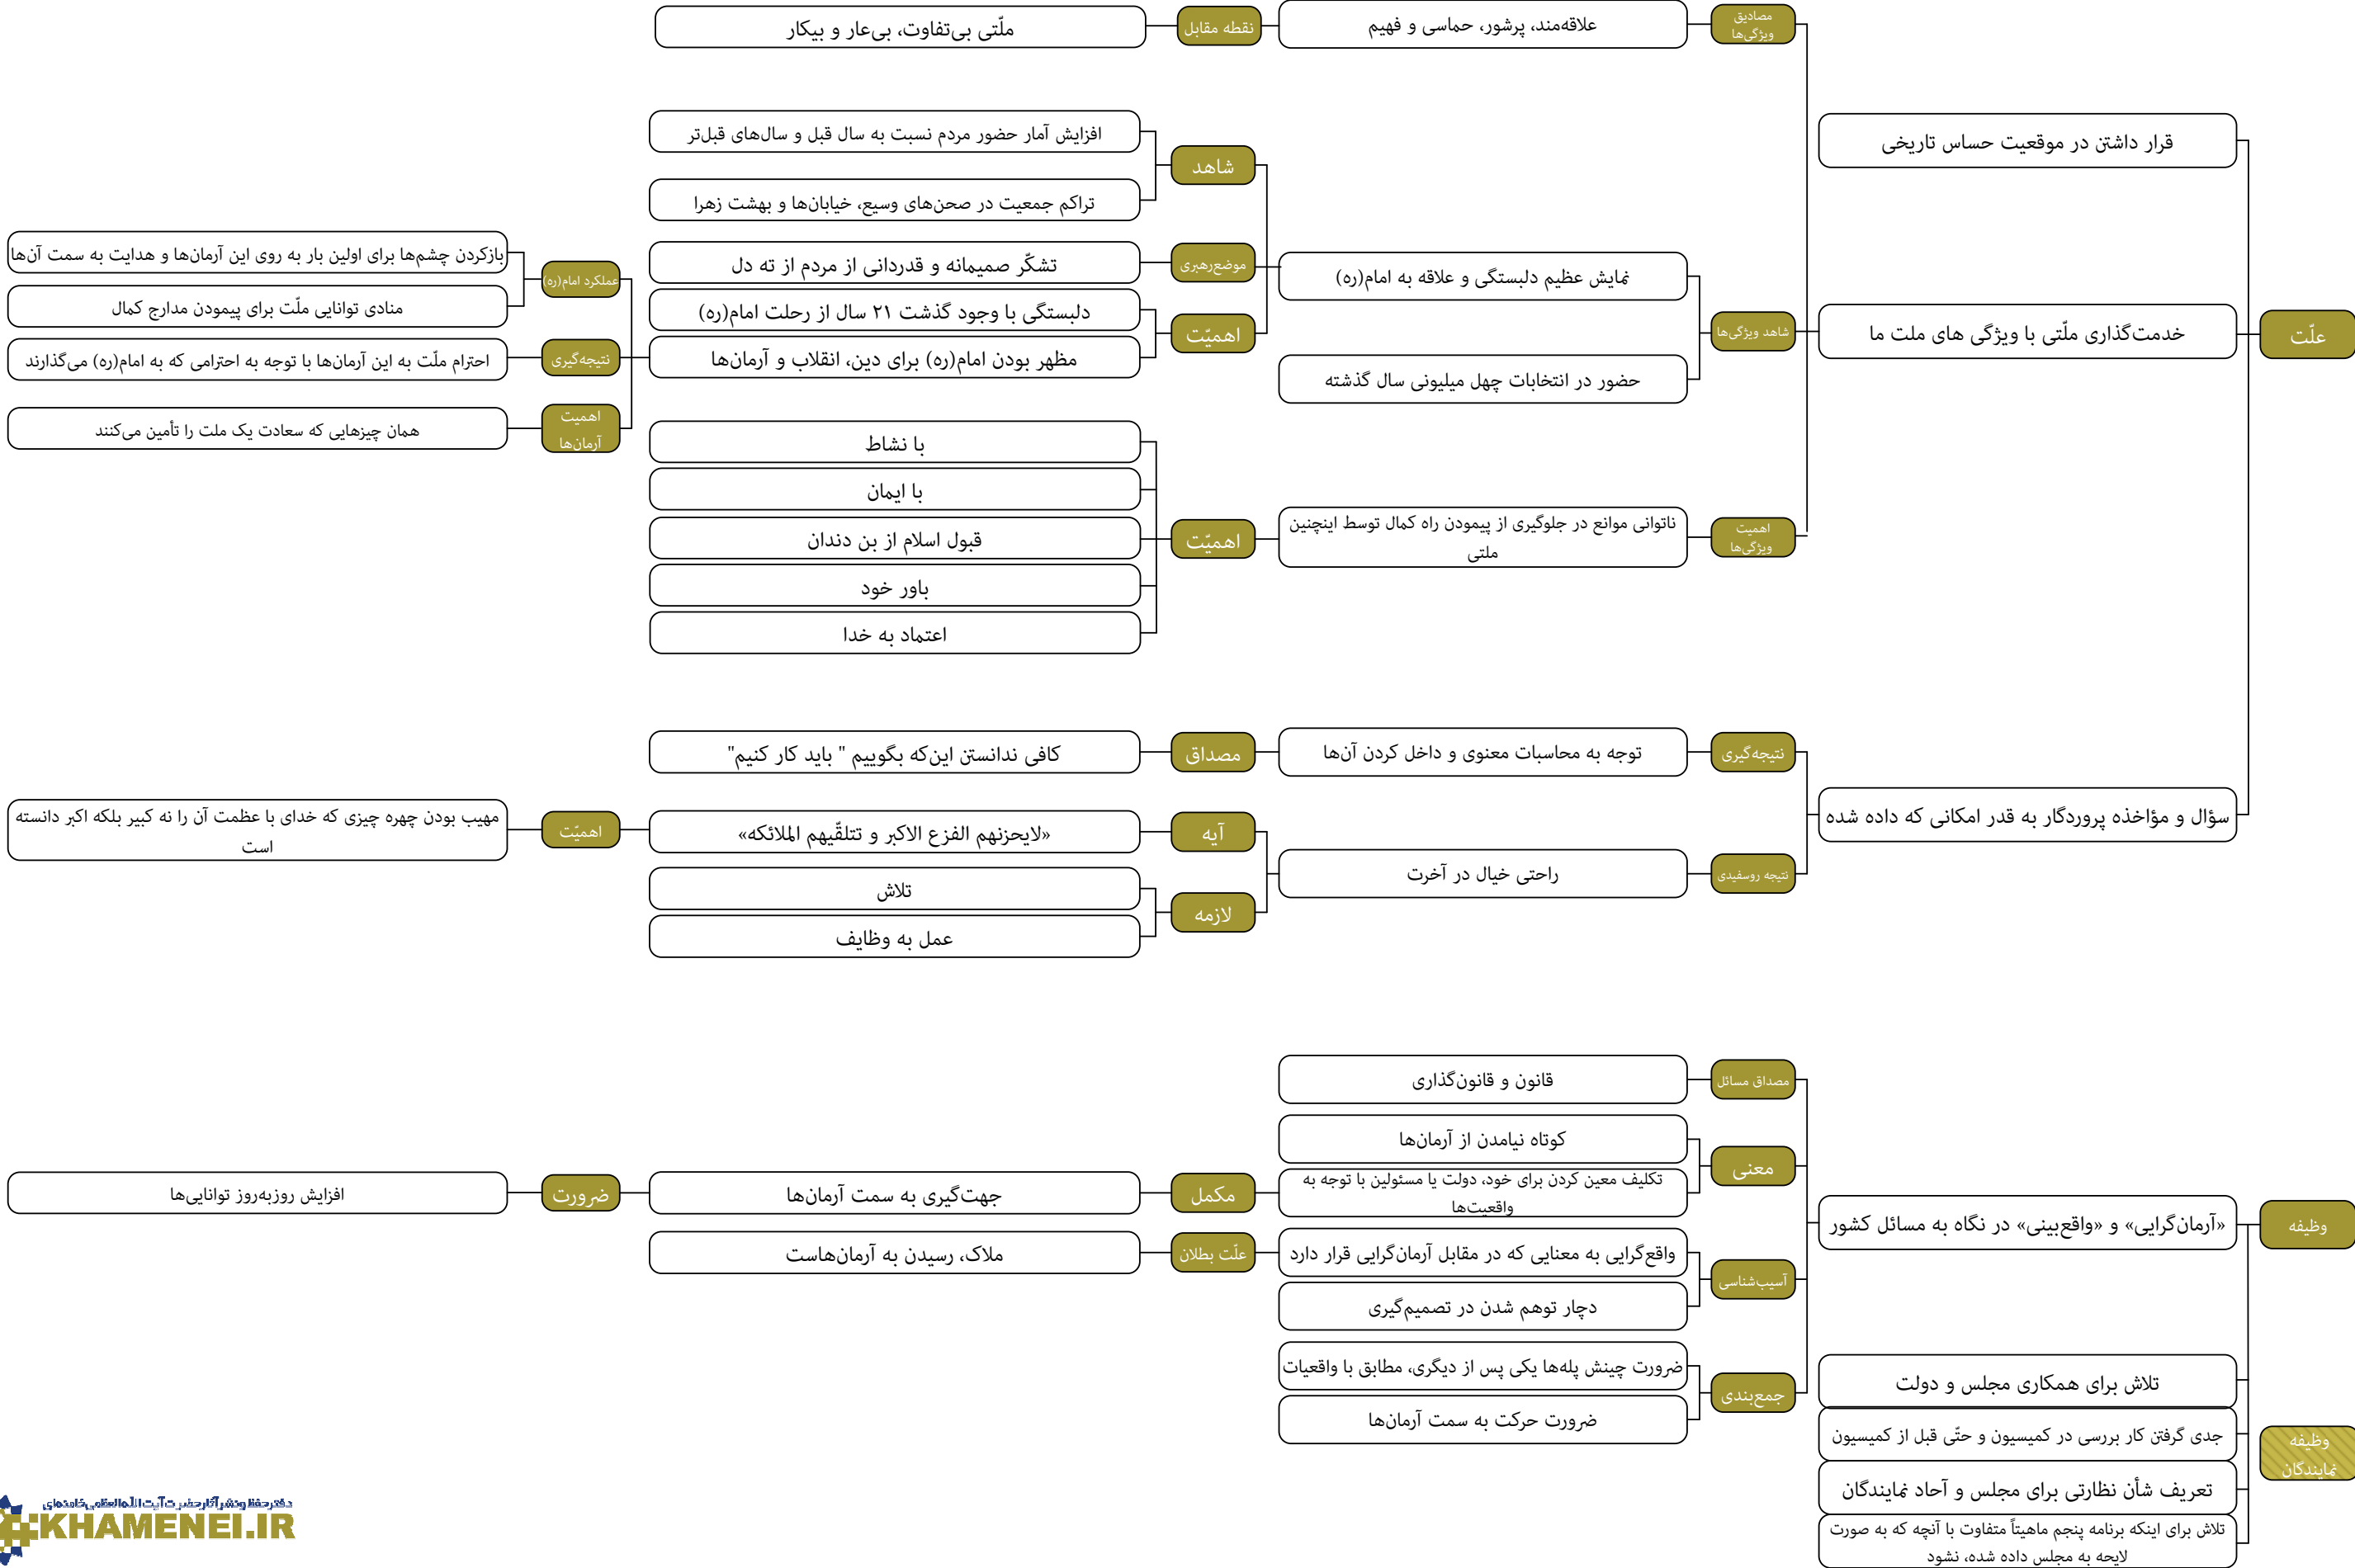 علّت
قرار داشتن در موقعیت حساس تاریخی
خدمت‌گذاری ملّتی با ویژگی های ملت ما
مصادیق
ویژگی‌ها
علاقه‌مند، پرشور، حماسی و فهیم
نقطه مقابل
ملّتی بی‌تفاوت، بی‌عار و بیکار
شاهد ویژگی‌ها
نمایش عظیم دلبستگی و علاقه به امام(ره)
شاهد
افزایش آمار حضور مردم نسبت به سال قبل و سال‌های قبل‌تر
تراکم جمعیت در صحن‌های وسیع، خیابان‌ها و بهشت زهرا
موضع‌رهبری
تشکّر صمیمانه و قدردانی از مردم از ته دل
اهمیّت
دلبستگی با وجود گذشت ۲۱ سال از رحلت امام(ره)
مظهر بودن امام(ره) برای دین، انقلاب و آرمان‌ها
عملکرد امام(ره)
بازکردن چشم‌ها برای اولین بار به روی این آرمان‌ها و هدایت به سمت آن‌ها
منادی توانایی ملّت برای پیمودن مدارج کمال
نتیجه‌گیری
احترام ملّت به این آرمان‌ها با توجه به احترامی که به امام(ره) می‌گذارند
اهمیت
آرمان‌ها
همان چیزهایی که سعادت یک ملت را تأمین می‌کنند
حضور در انتخابات چهل میلیونی سال گذشته
اهمیت
ویژگی‌ها
ناتوانی موانع در جلوگیری از پیمودن راه کمال توسط اینچنین
ملتی
اهمیّت
با نشاط
با ایمان
قبول اسلام از بن دندان
باور خود
اعتماد به خدا
سؤال و مؤاخذه پروردگار به قدر امکانی که داده شده
نتیجه‌گیری
توجه به محاسبات معنوی و داخل کردن آن‌ها
مصداق
کافی ندانستن این‌که بگوییم " باید کار کنیم"
نتیجه روسفیدی
راحتی خیال در آخرت
آیه
«لایحزنهم الفزع الاکبر و تتلقّیهم الملائکه»
اهمیّت
مهیب بودن چهره چیزی که خدای با عظمت آن را نه کبیر بلکه اکبر دانسته
است
لازمه
تلاش
عمل به وظایف
وظیفه
«آرمان‌گرایی» و «واقع‌بینی» در نگاه به مسائل کشور
مصداق مسائل
قانون و قانون‌گذاری
معنی
کوتاه نیامدن از آرمان‌ها
تکلیف معین کردن برای خود، دولت یا مسئولین با توجه به
واقعیت‌ها
مکمل
جهت‌گیری به سمت آرمان‌ها
ضرورت
افزایش روزبه‌روز توانایی‌ها
آسیب‌شناسی
واقع‌گرایی به معنایی که در مقابل آرمان‌گرایی قرار دارد
علّت بطلان
ملاک، رسیدن به آرمان‌هاست
دچار توهم شدن در تصمیم‌گیری
جمع‌بندی
ضرورت چینش پله‌ها یکی پس از دیگری، مطابق با واقعیات
ضرورت حرکت به سمت آرمان‌ها
وظیفه
نمایندگان
تلاش برای همکاری مجلس و دولت
جدی گرفتن کار بررسی در کمیسیون و حتّی قبل از کمیسیون
تعریف شأن نظارتی برای مجلس و آحاد نمایندگان
تلاش برای اینکه برنامه پنجم ماهیتاً متفاوت با آنچه که به صورت
لایحه به مجلس داده شده، نشود
دفتر حفظ و نشر آثار حضرت آیت الله‌العظمی خامنه‌ای
KHAMENEI.IR